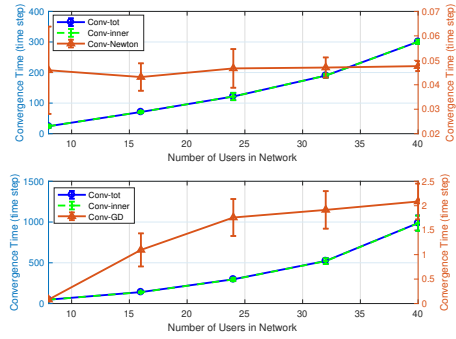 400
300
200
100
0
Convergence Time (time step)
Conv-tot
Conv-inner
Conv-Newton
0.07
0.06
0.05
0.04
0.03
0.02
Convergence Time (time step)
10 15 20 25 30 35 40
Number of Users in Network
1500
1000
500
0
Convergence Time (time step)
Conv-tot
Conv-inner
Conv-GD
2.5
2
1.5
1
0.5
0
Convergence Time (time step)
10 15 20 25 30 35 40
Number of Users in Network